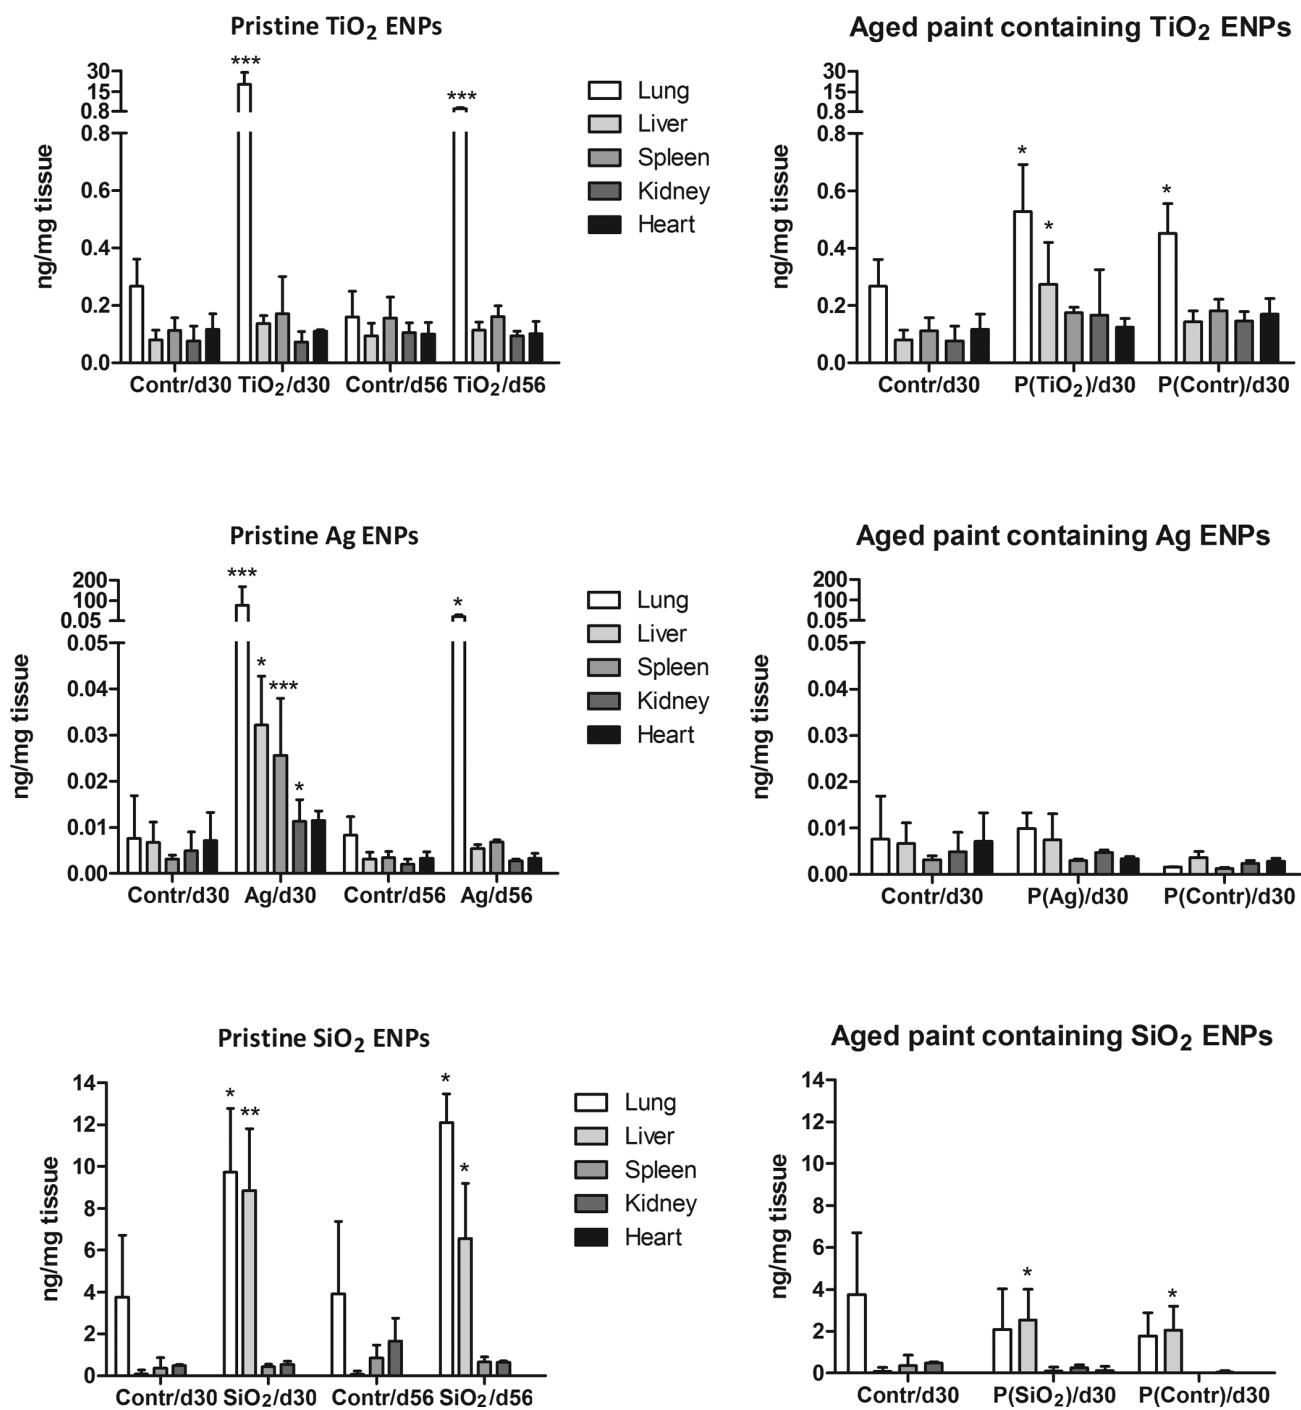 Pristine TiO₂ ENPs
***
***
30
15
0.8
0.8
0.6
0.4
0.2
0.0
ng/mg tissue
Contr/d30 TiO₂/d30 Contr/d56 TiO₂/d56
Lung
Liver
Spleen
Kidney
Heart
Aged paint containing TiO₂ ENPs
*
*
*
30
15
0.8
0.8
0.6
0.4
0.2
0.0
ng/mg tissue
Contr/d30 P(TiO₂)/d30 P(Contr)/d30
Pristine Ag ENPs
***
*
***
*
*
200
100
0.05
0.05
0.04
0.03
0.02
0.01
0.00
ng/mg tissue
Contr/d30 Ag/d30 Contr/d56 Ag/d56
Lung
Liver
Spleen
Kidney
Heart
Aged paint containing Ag ENPs
200
100
0.05
0.05
0.04
0.03
0.02
0.01
0.00
ng/mg tissue
Contr/d30 P(Ag)/d30 P(Contr)/d30
Pristine SiO₂ ENPs
*
**
*
*
14
12
10
8
6
4
2
0
ng/mg tissue
Contr/d30 SiO₂/d30 Contr/d56 SiO₂/d56
Lung
Liver
Spleen
Kidney
Heart
Aged paint containing SiO₂ ENPs
*
*
14
12
10
8
6
4
2
0
ng/mg tissue
Contr/d30 P(SiO₂)/d30 P(Contr)/d30